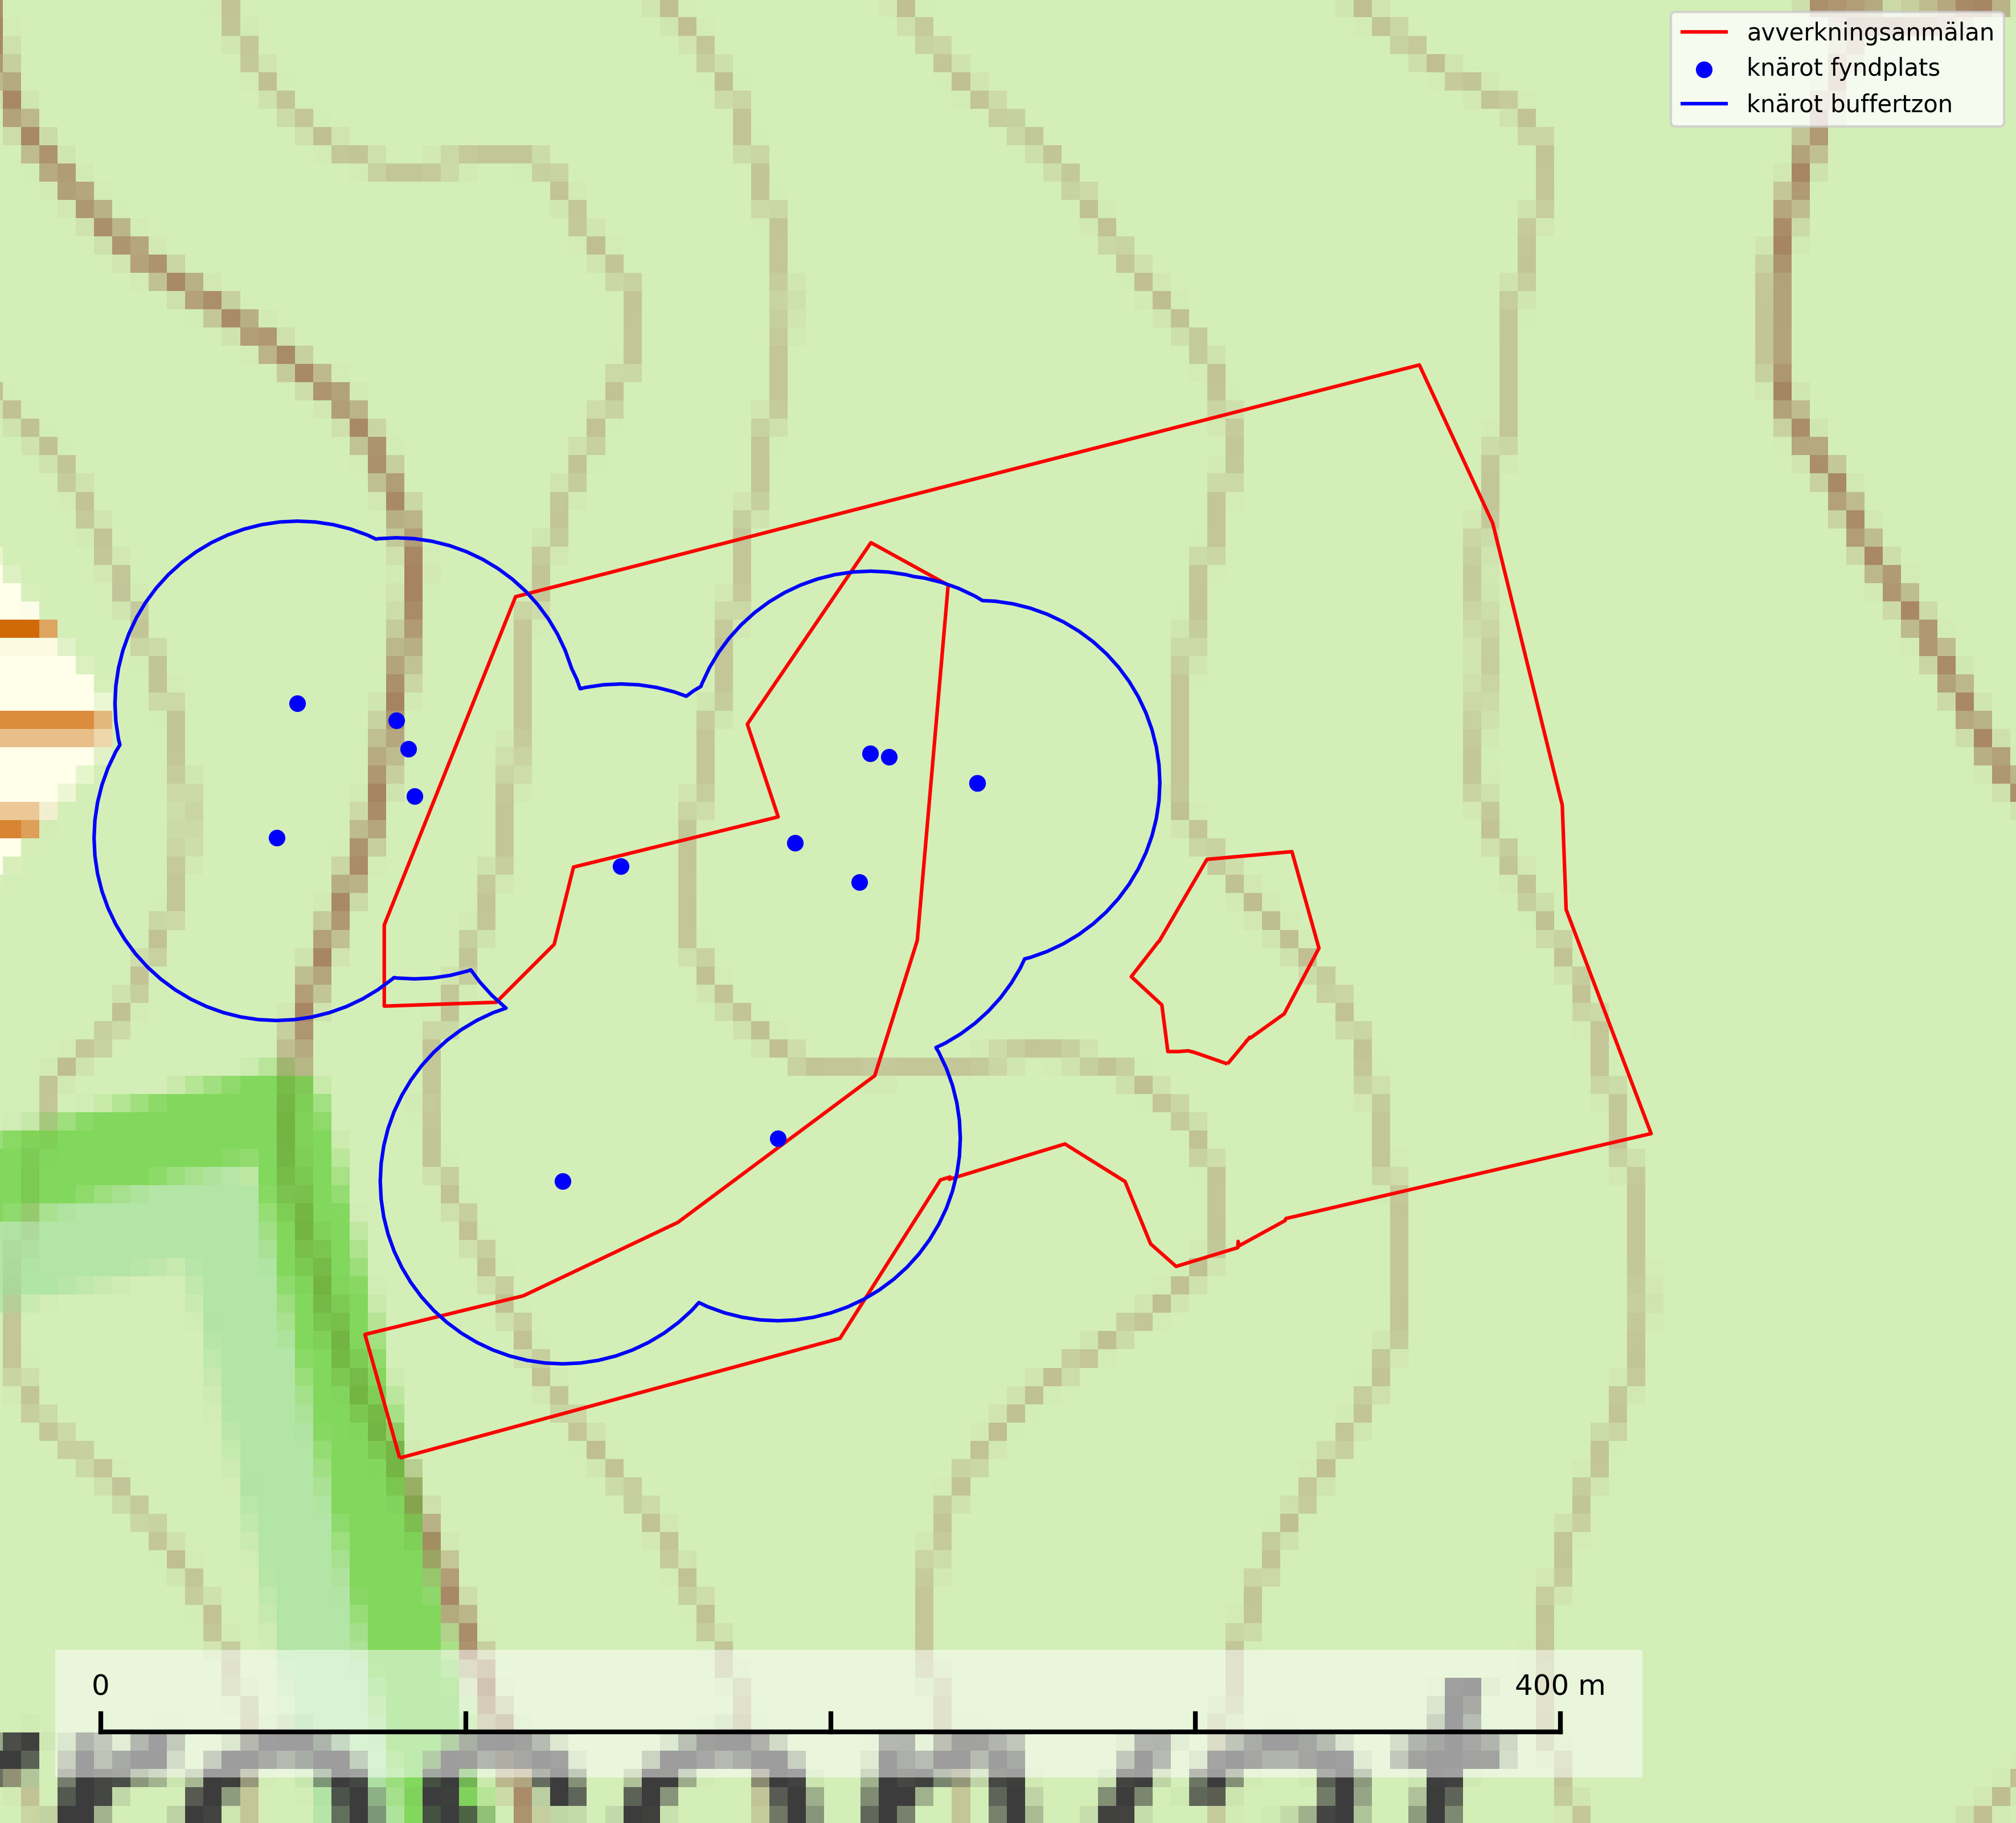 avverkningsanmälan
knärot fyndplats
knärot buffertzon
0
400 m